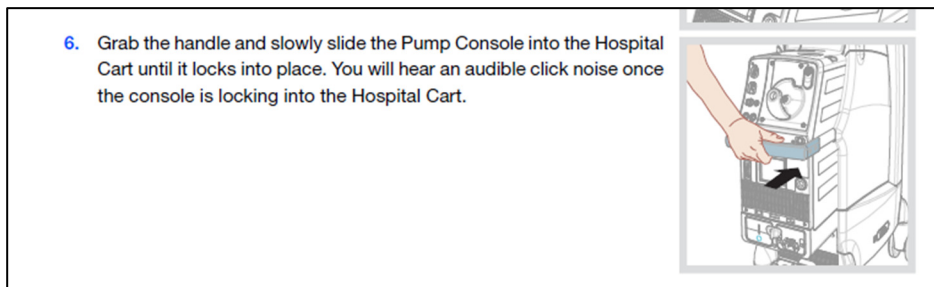 6. Grab the handle and slowly slide the Pump Console into the Hospital
Cart until it locks into place. You will hear an audible click noise once
the console is locking into the Hospital Cart.